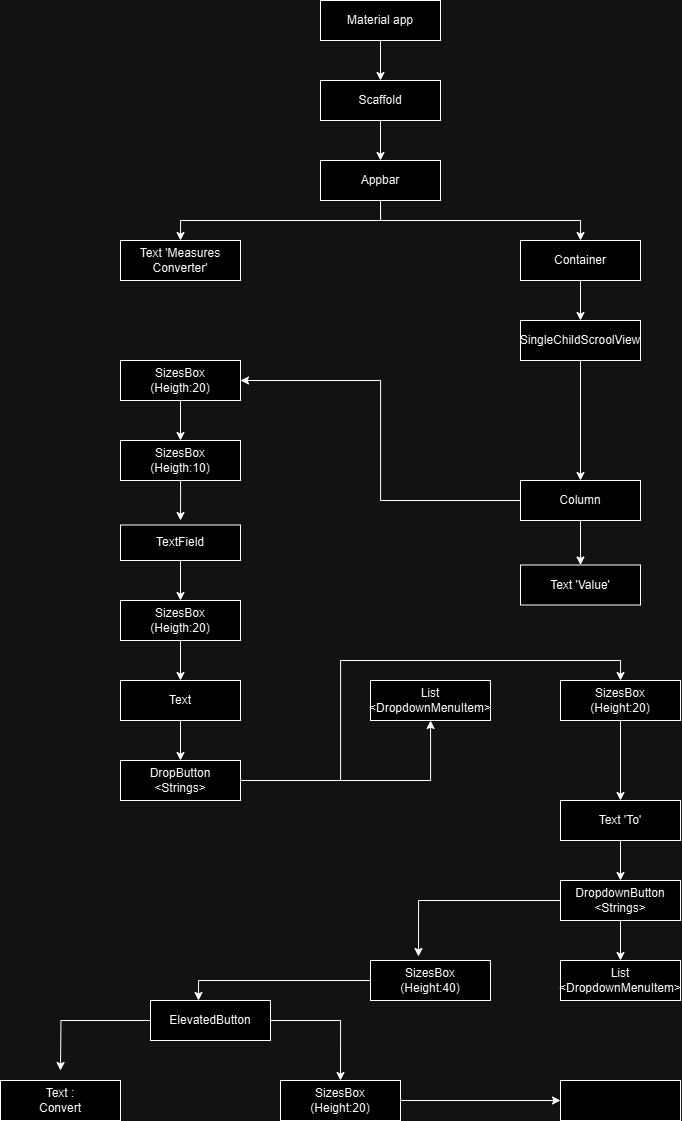 Material app
Scaffold
Appbar
Text 'Measures
Converter'
Container
SingleChildScroolView
SizesBox
(Heigth:20)
SizesBox
(Heigth:10)
Column
TextField
Text 'Value'
SizesBox
(Heigth:20)
Text
List
<DropdownMenuItem>
SizesBox
(Height:20)
DropButton
<Strings>
Text 'To'
DropdownButton
<Strings>
SizesBox
(Height:40)
List
<DropdownMenuItem>
ElevatedButton
Text :
Convert
SizesBox
(Height:20)